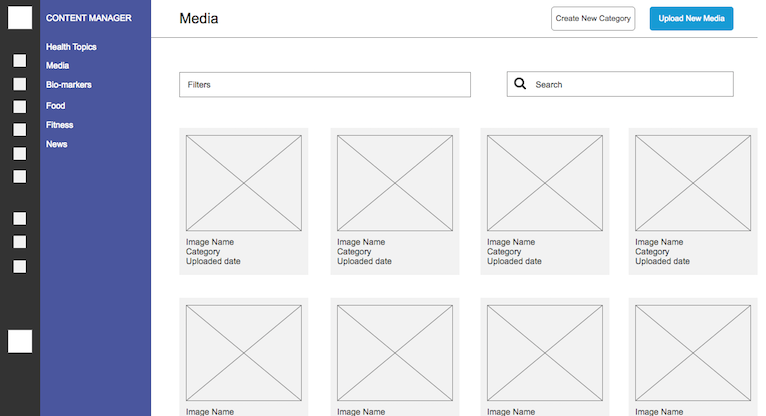 CONTENT MANAGER
Health Topics
Media
Bio-markers
Food
Fitness
News
Media
Create New Category
Upload New Media
Filters
Search
Image Name
Category
Uploaded date
Image Name
Category
Uploaded date
Image Name
Category
Uploaded date
Image Name
Category
Uploaded date
Image Name
Image Name
Image Name
Image Name